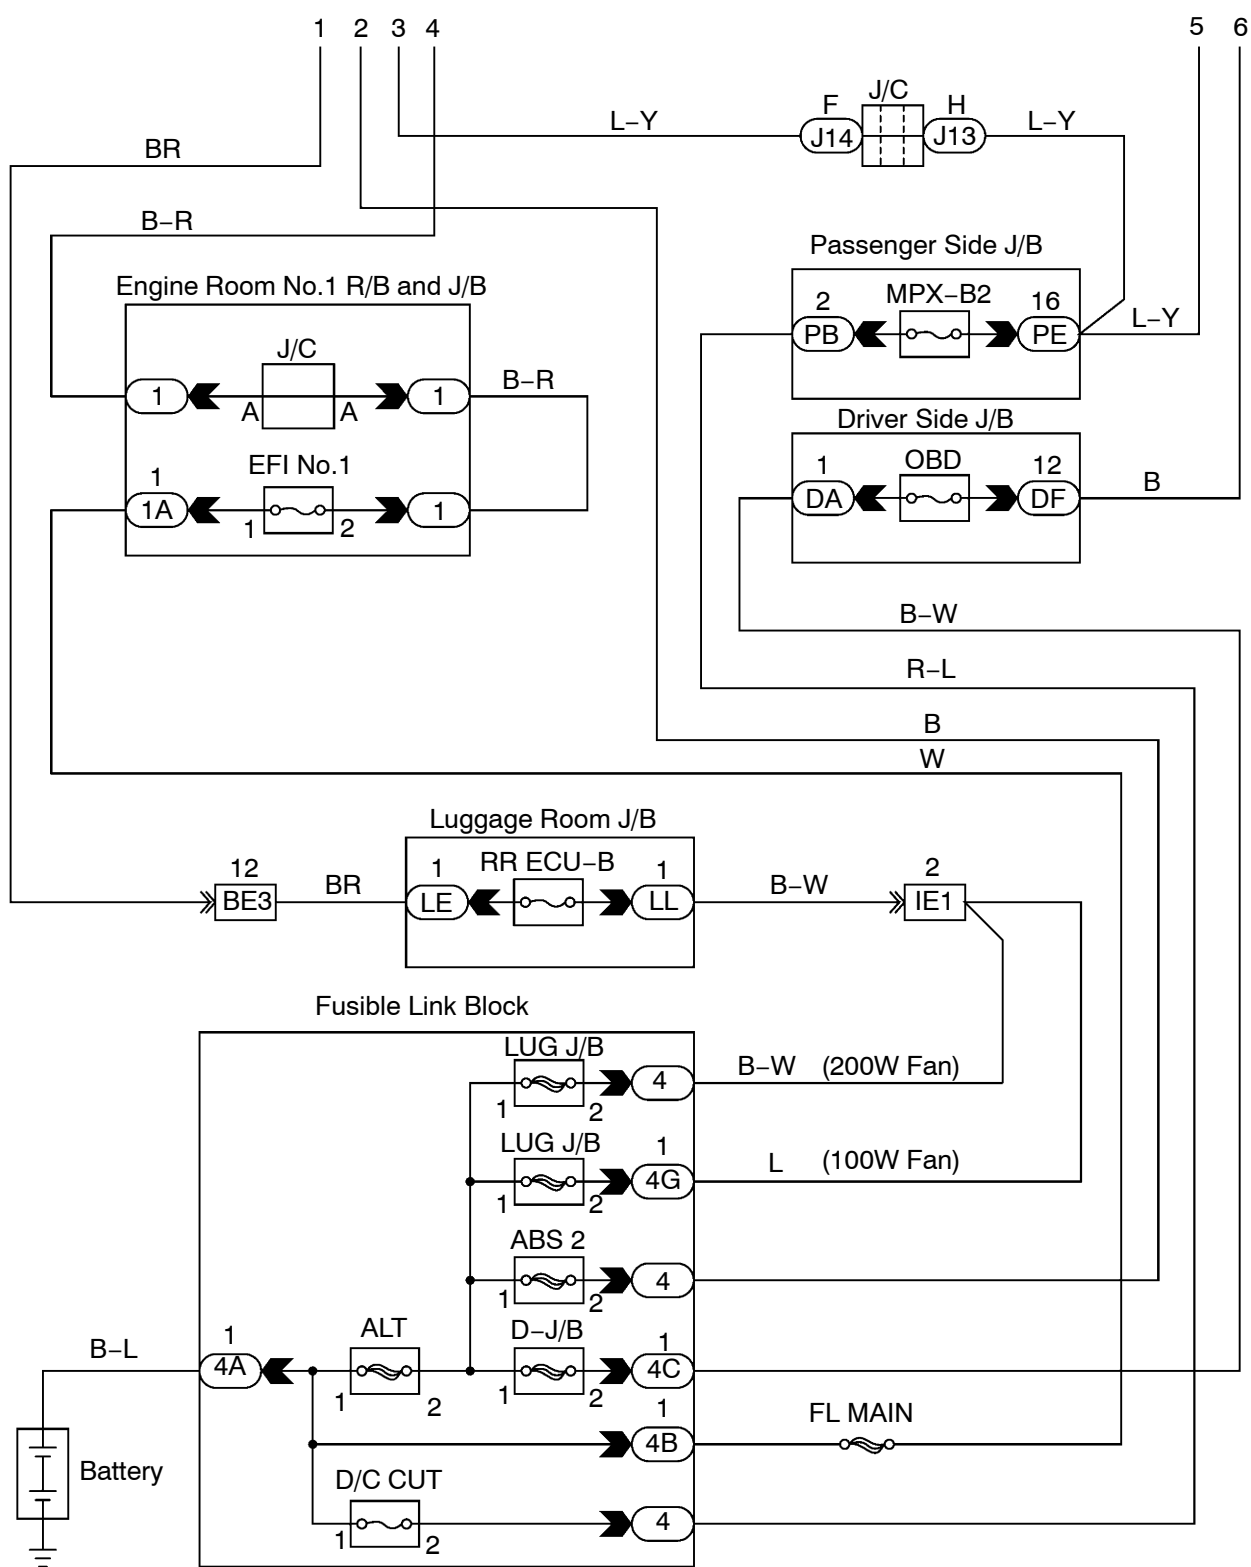 1 2 3 4 5 6
J/C
F H
L−Y J14 J13 L−Y
BR
B−R
Passenger Side J/B
Engine Room No.1 R/B and J/B
MPX−B2
2 16
PB PE L−Y
J/C
1 A A 1 B−R
Driver Side J/B
EFI No.1
OBD
1 1 12
1A 1 2 1
DA DF B
B−W
R−L
B
W
Luggage Room J/B
RR ECU−B
12 1 1 2
BE3 BR LE LL B−W IE1
Fusible Link Block
LUG J/B
1 2 4 B−W (200W Fan)
LUG J/B 1
1 2 4G L (100W Fan)
ABS 2
1 2 4
ALT D−J/B
1 1
B−L 4A 1 2 1 2 4C
1
FL MAIN
4B
Battery
D/C CUT
1 2 4